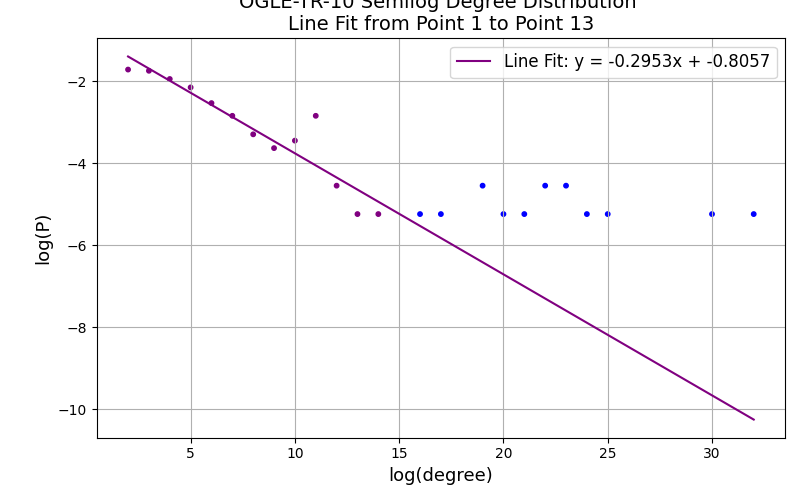 OGLE-TR-10 Semilog Degree Distribution
Line Fit from Point 1 to Point 13
Line Fit: y = -0.2953x + -0.8057
log(P)
−2
−4
−6
−8
−10
5 10 15 20 25 30
log(degree)